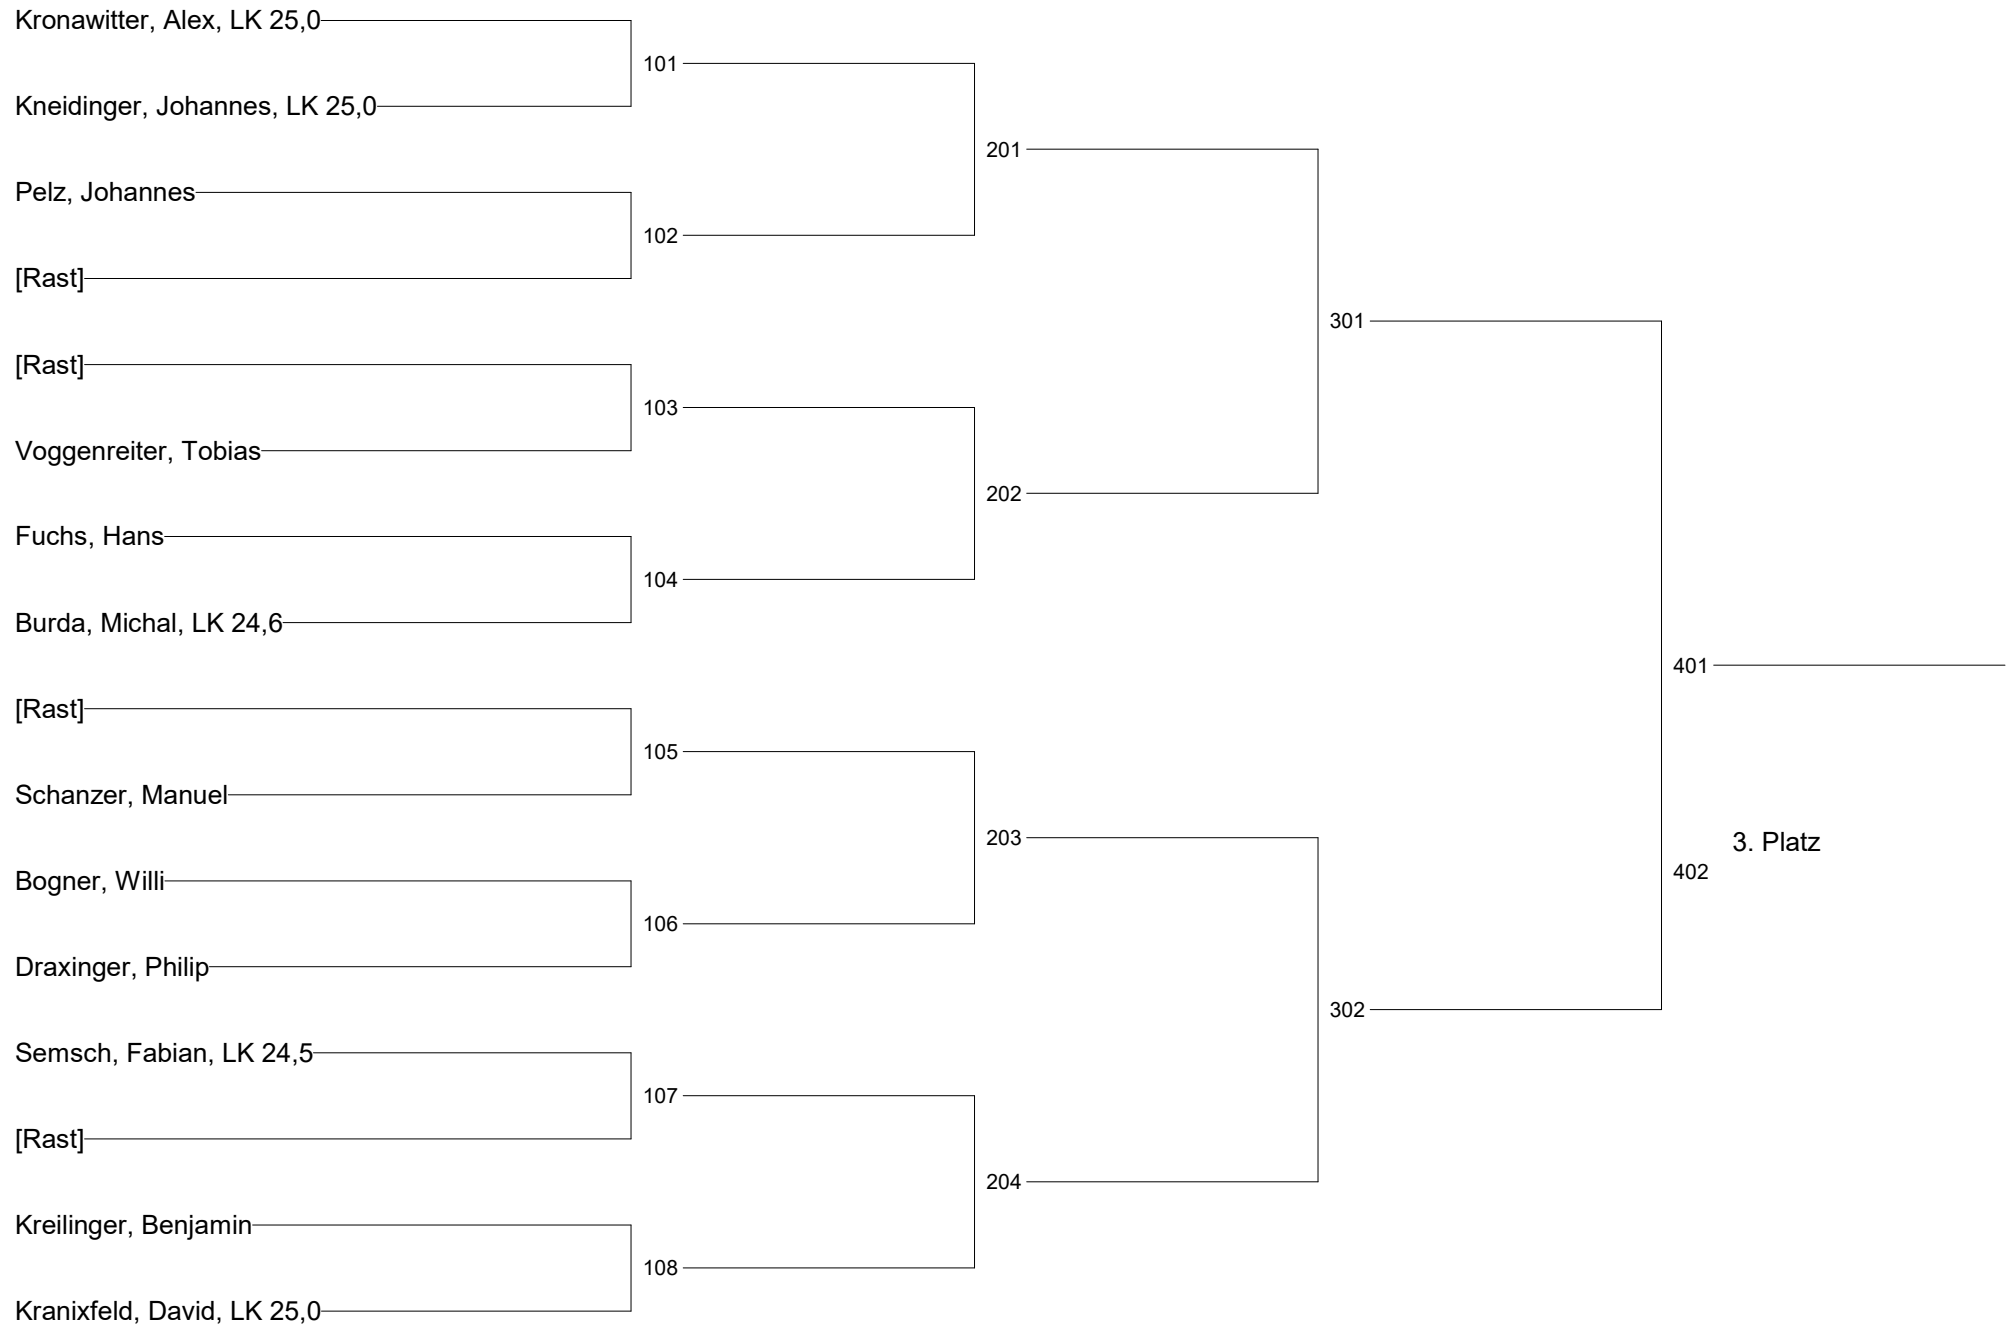 Kronawitter, Alex, LK 25,0
101
Kneidinger, Johannes, LK 25,0
201
Pelz, Johannes
102
[Rast]
301
[Rast]
103
Voggenreiter, Tobias
202
Fuchs, Hans
104
Burda, Michal, LK 24,6
401
[Rast]
105
Schanzer, Manuel
203
3. Platz
402
Bogner, Willi
106
Draxinger, Philip
302
Semsch, Fabian, LK 24,5
107
[Rast]
204
Kreilinger, Benjamin
108
Kranixfeld, David, LK 25,0